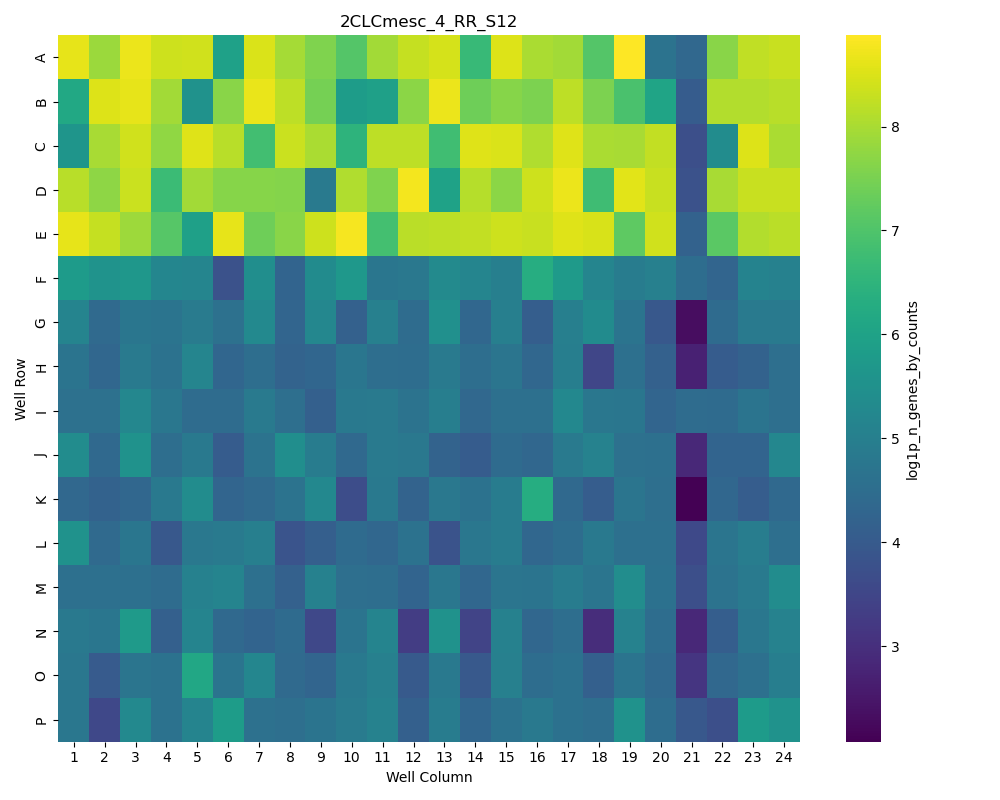 2CLCmesc_4_RR_S12
A
B
C
D
E
F
G
H
I
J
K
L
M
N
O
P
Well Row
1 2 3 4 5 6 7 8 9 10 11 12 13 14 15 16 17 18 19 20 21 22 23 24
Well Column
8
7
6
5
4
3
log1p_n_genes_by_counts